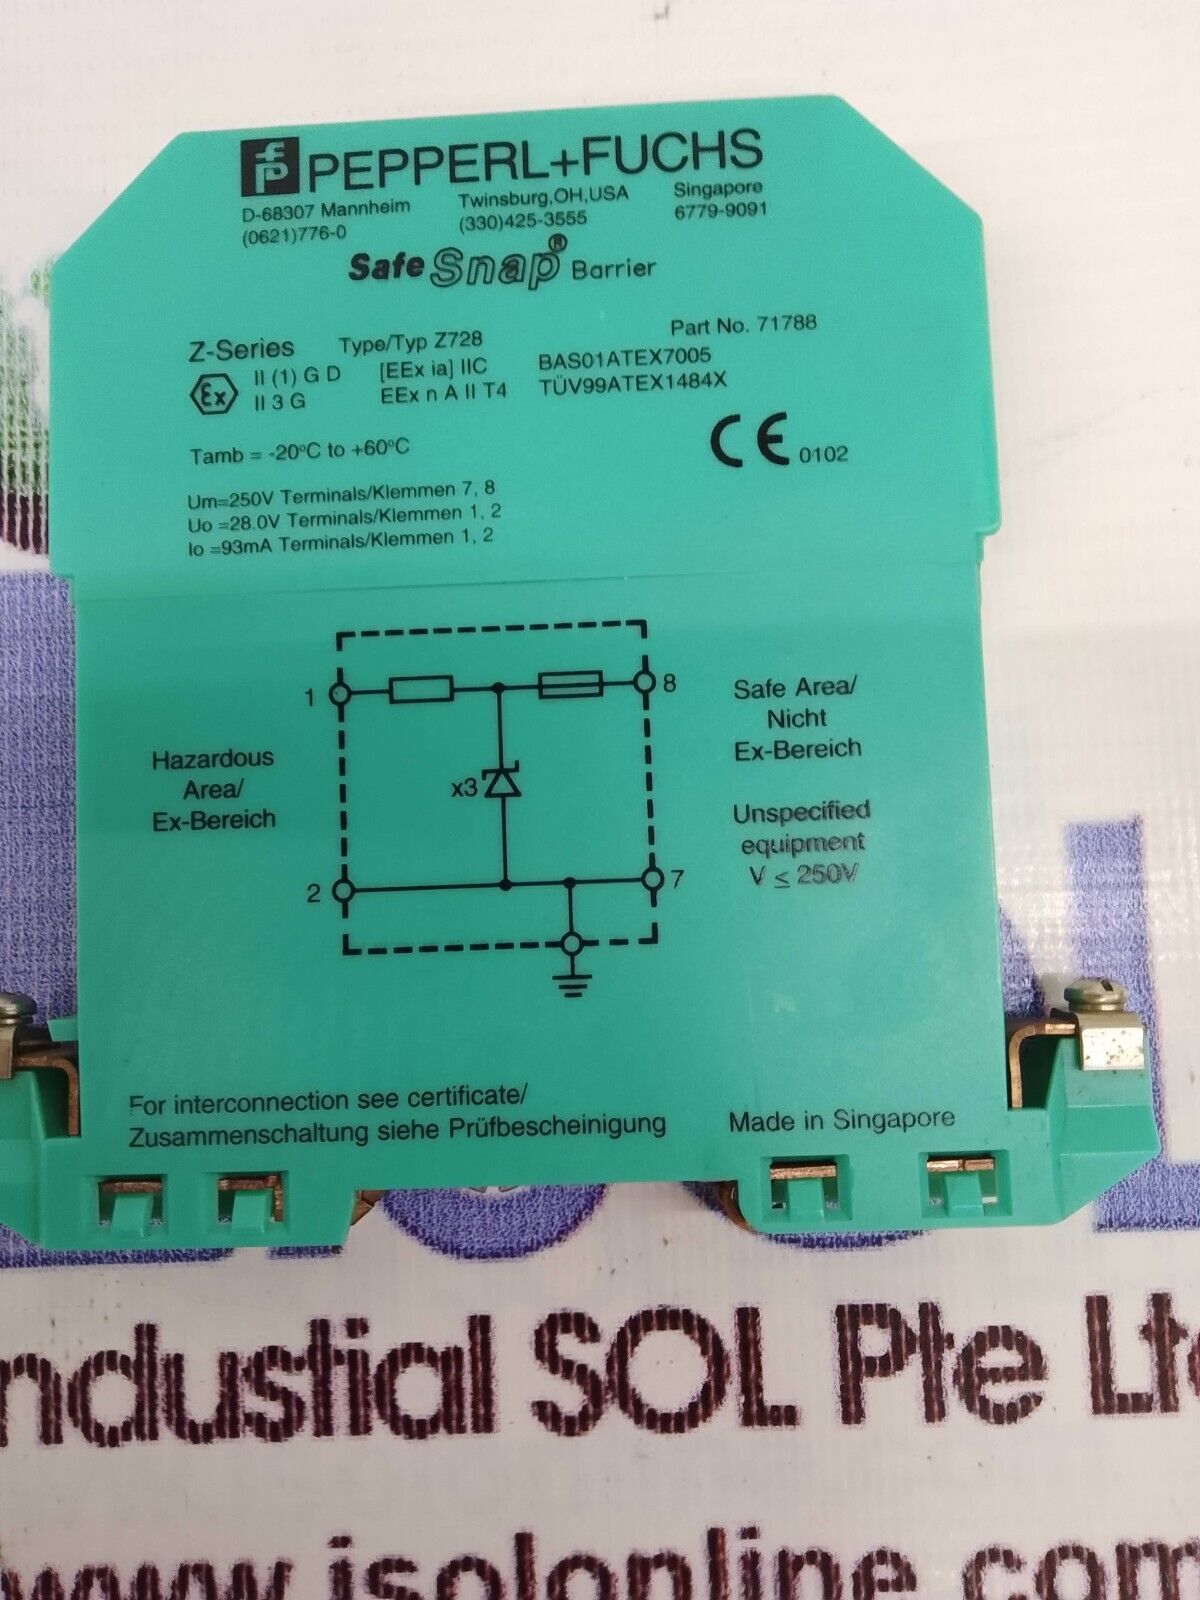 PEPPERL+FUCHS
D-68307 Mannheim Twinsburg,OH,USA Singapore
(0621)776-0 (330)425-3555 6779-9091
Safe Snap® Barrier
Z-Series Type/Typ Z728 Part No. 71788
Ex II (1) G D [EEx ia] IIC BAS01ATEX7005
II 3 G EEx n A II T4 TÜV99ATEX1484X
Tamb = -20°C to +60°C CE 0102
Um=250V Terminals/Klemmen 7, 8
Uo =28.0V Terminals/Klemmen 1, 2
Io =93mA Terminals/Klemmen 1, 2
1 8
Hazardous
Area/
Ex-Bereich
x3
Safe Area/
Nicht
Ex-Bereich
Unspecified
equipment
V ≤ 250V
2 7
For interconnection see certificate/
Zusammenschaltung siehe Prüfbescheinigung
Made in Singapore
ndustial SOL Pte Lt
www.isolonline.com